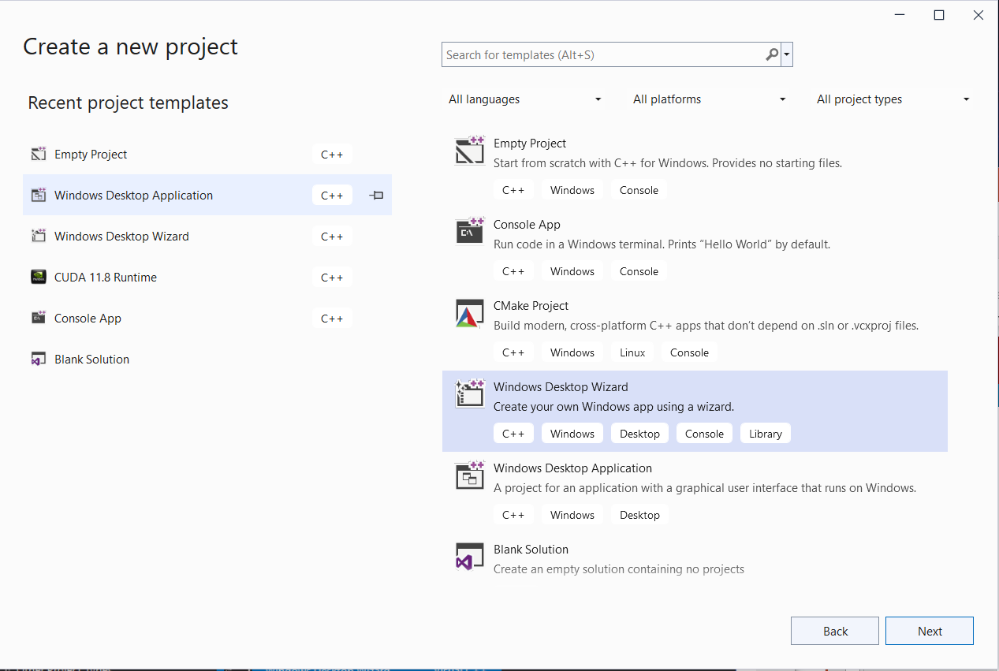 Create a new project
Search for templates (Alt+S)
Recent project templates
All languages
All platforms
All project types
Empty Project
C++
Windows Desktop Application
C++
Windows Desktop Wizard
C++
CUDA 11.8 Runtime
C++
Console App
C++
Blank Solution
Empty Project
Start from scratch with C++ for Windows. Provides no starting files.
C++ Windows Console
Console App
C:\
Run code in a Windows terminal. Prints “Hello World” by default.
C++ Windows Console
CMake Project
Build modern, cross-platform C++ apps that don’t depend on .sln or .vcxproj files.
C++ Windows Linux Console
Windows Desktop Wizard
Create your own Windows app using a wizard.
C++ Windows Desktop Console Library
Windows Desktop Application
A project for an application with a graphical user interface that runs on Windows.
C++ Windows Desktop
Blank Solution
Create an empty solution containing no projects
Back
Next